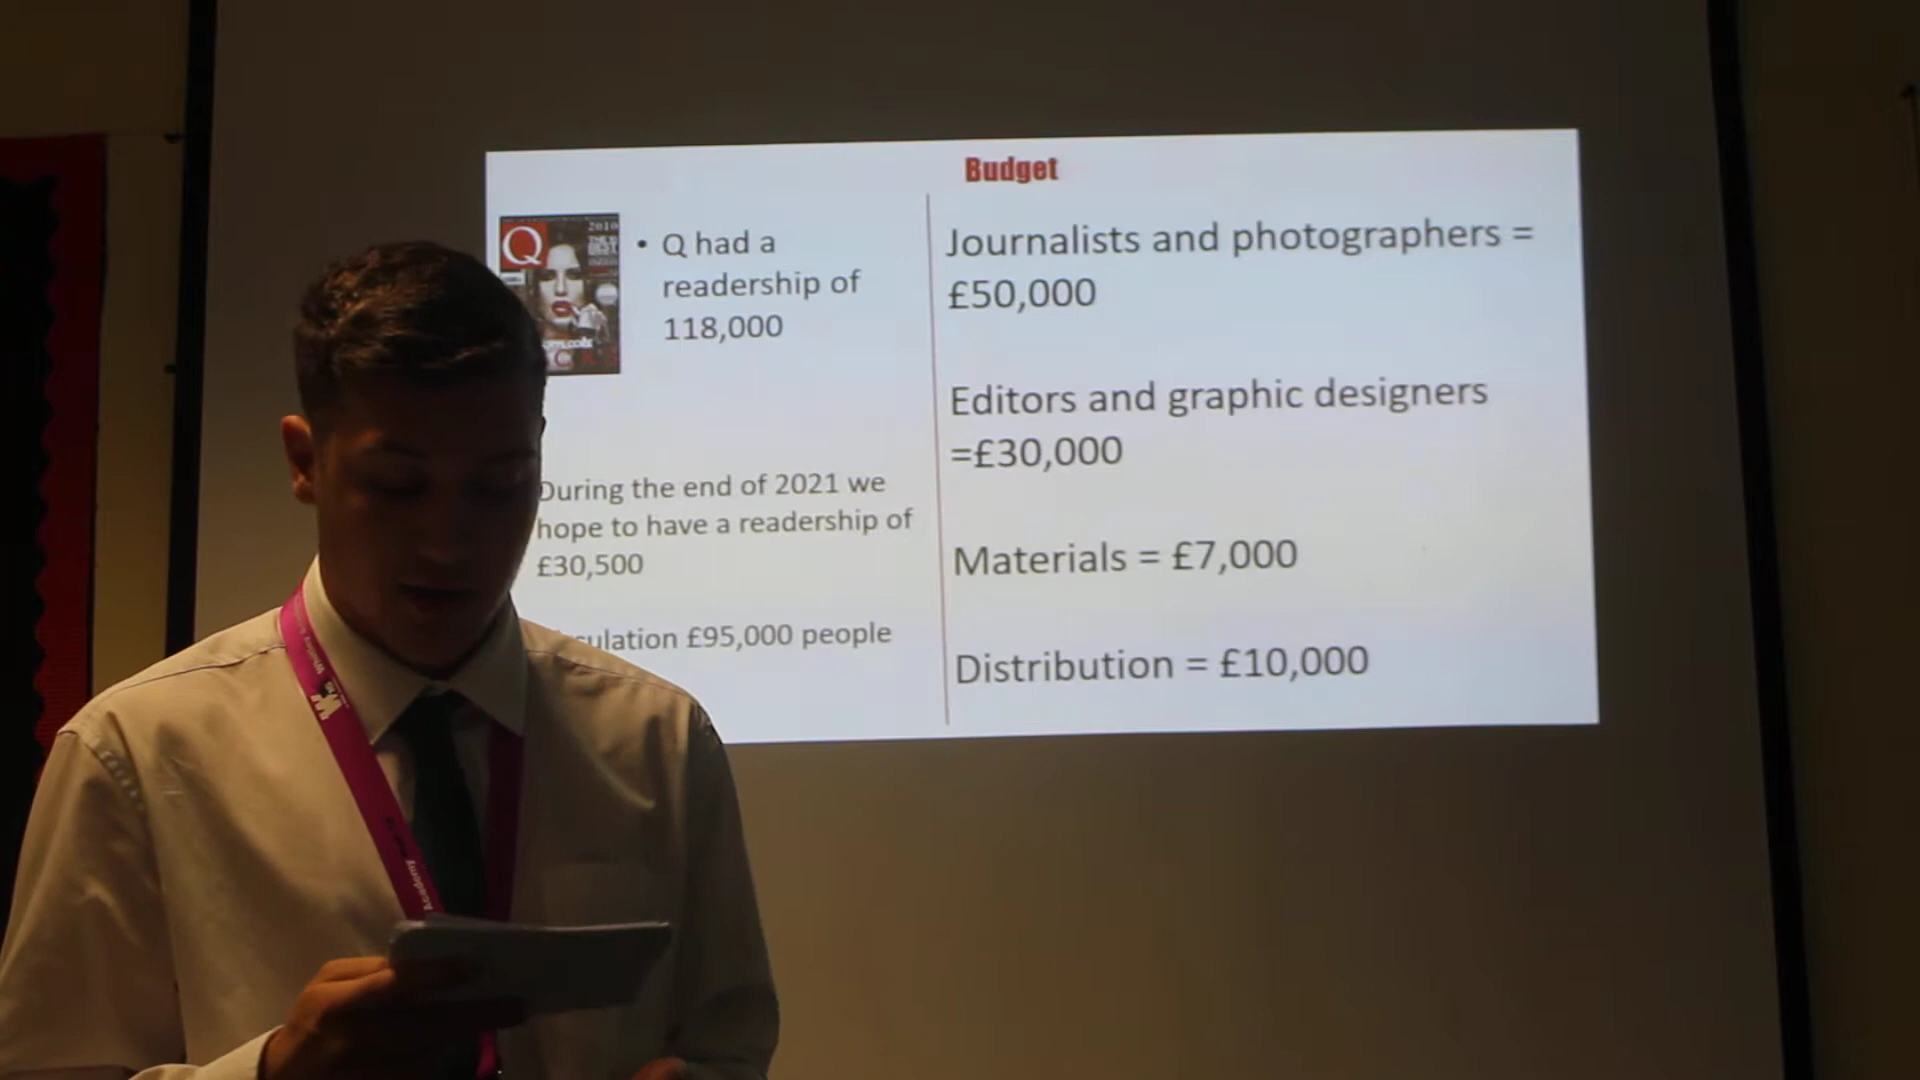 Budget
Q
2010
• Q had a
readership of
118,000
During the end of 2021 we
hope to have a readership of
£30,500
£95,000 people
Journalists and photographers =
£50,000
Editors and graphic designers
=£30,000
Materials = £7,000
Distribution = £10,000
Academy